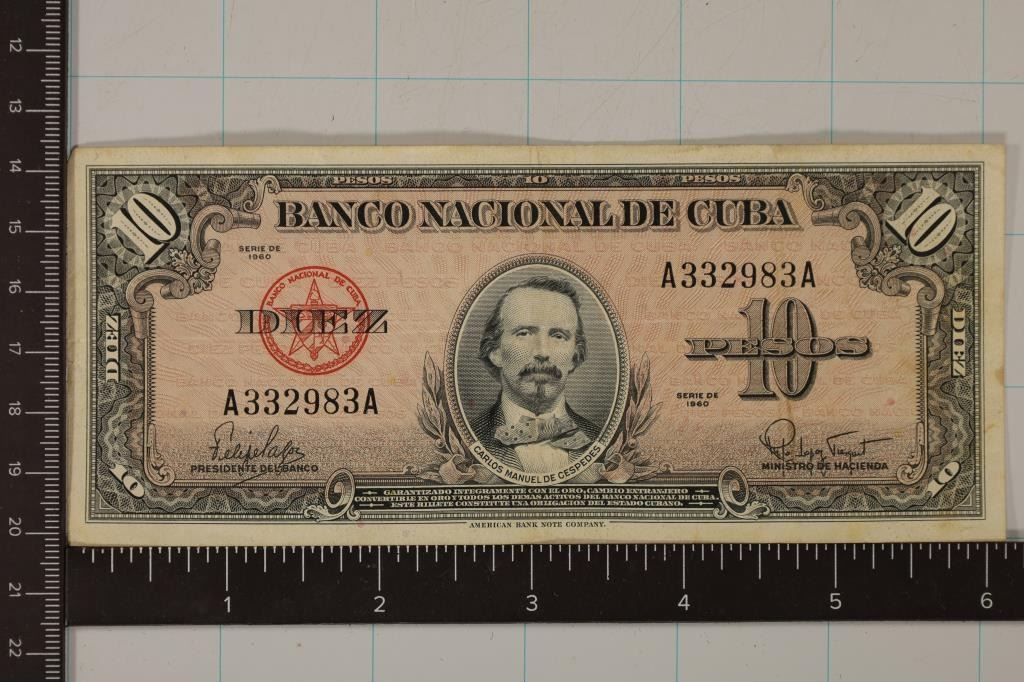 PESOS 10 PESOS
10 10
BANCO NACIONAL DE CUBA
SERIE DE
1960
A332983A
BANCO NACIONAL DE CUBA
DIEZ
10
PESOS
DIEZ
DIEZ
A332983A
SERIE DE
1960
CARLOS MANUEL DE CESPEDES
PRESIDENTE DEL BANCO
MINISTRO DE HACIENDA
10 10
GARANTIZADO INTEGRAMENTE CON EL ORO, CAMBIO EXTRANJERO
CONVERTIBLE EN ORO Y TODOS LOS DEMAS ACTIVOS DEL BANCO NACIONAL DE CUBA.
ESTE BILLETE CONSTITUYE UNA OBLIGACION DEL ESTADO CUBANO.
AMERICAN BANK NOTE COMPANY.
12
13
14
15
16
17
18
19
20
21
22
1 2 3 4 5 6